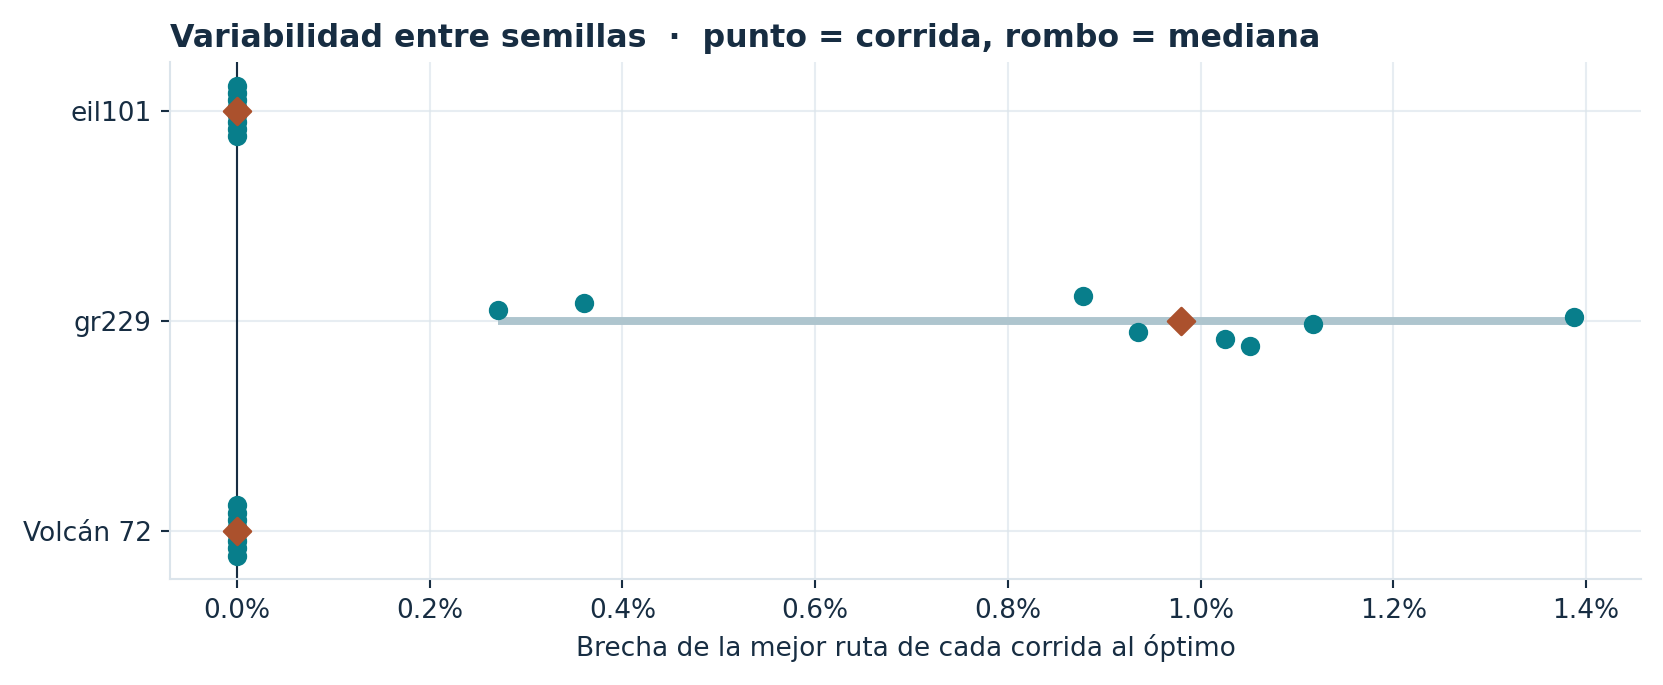 Variabilidad entre semillas · punto = corrida, rombo = mediana
eil101
gr229
Volcán 72
0.0% 0.2% 0.4% 0.6% 0.8% 1.0% 1.2% 1.4%
Brecha de la mejor ruta de cada corrida al óptimo